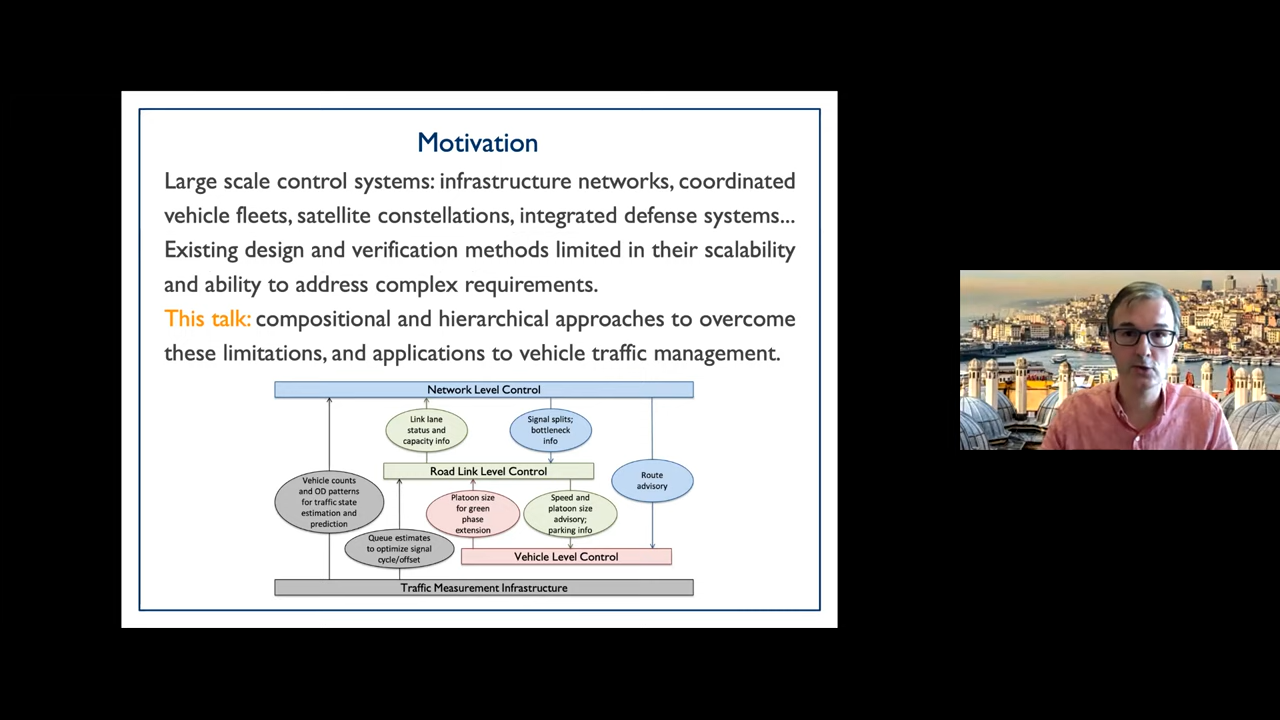 Motivation
Large scale control systems: infrastructure networks, coordinated
vehicle fleets, satellite constellations, integrated defense systems...
Existing design and verification methods limited in their scalability
and ability to address complex requirements.
This talk: compositional and hierarchical approaches to overcome
these limitations, and applications to vehicle traffic management.
Network Level Control
Link lane
status and
capacity info
Signal splits;
bottleneck
info
Road Link Level Control
Route
advisory
Vehicle counts
and OD patterns
for traffic state
estimation and
prediction
Platoon size
for green
phase
extension
Speed and
platoon size
advisory;
parking info
Queue estimates
to optimize signal
cycle/offset
Vehicle Level Control
Traffic Measurement Infrastructure